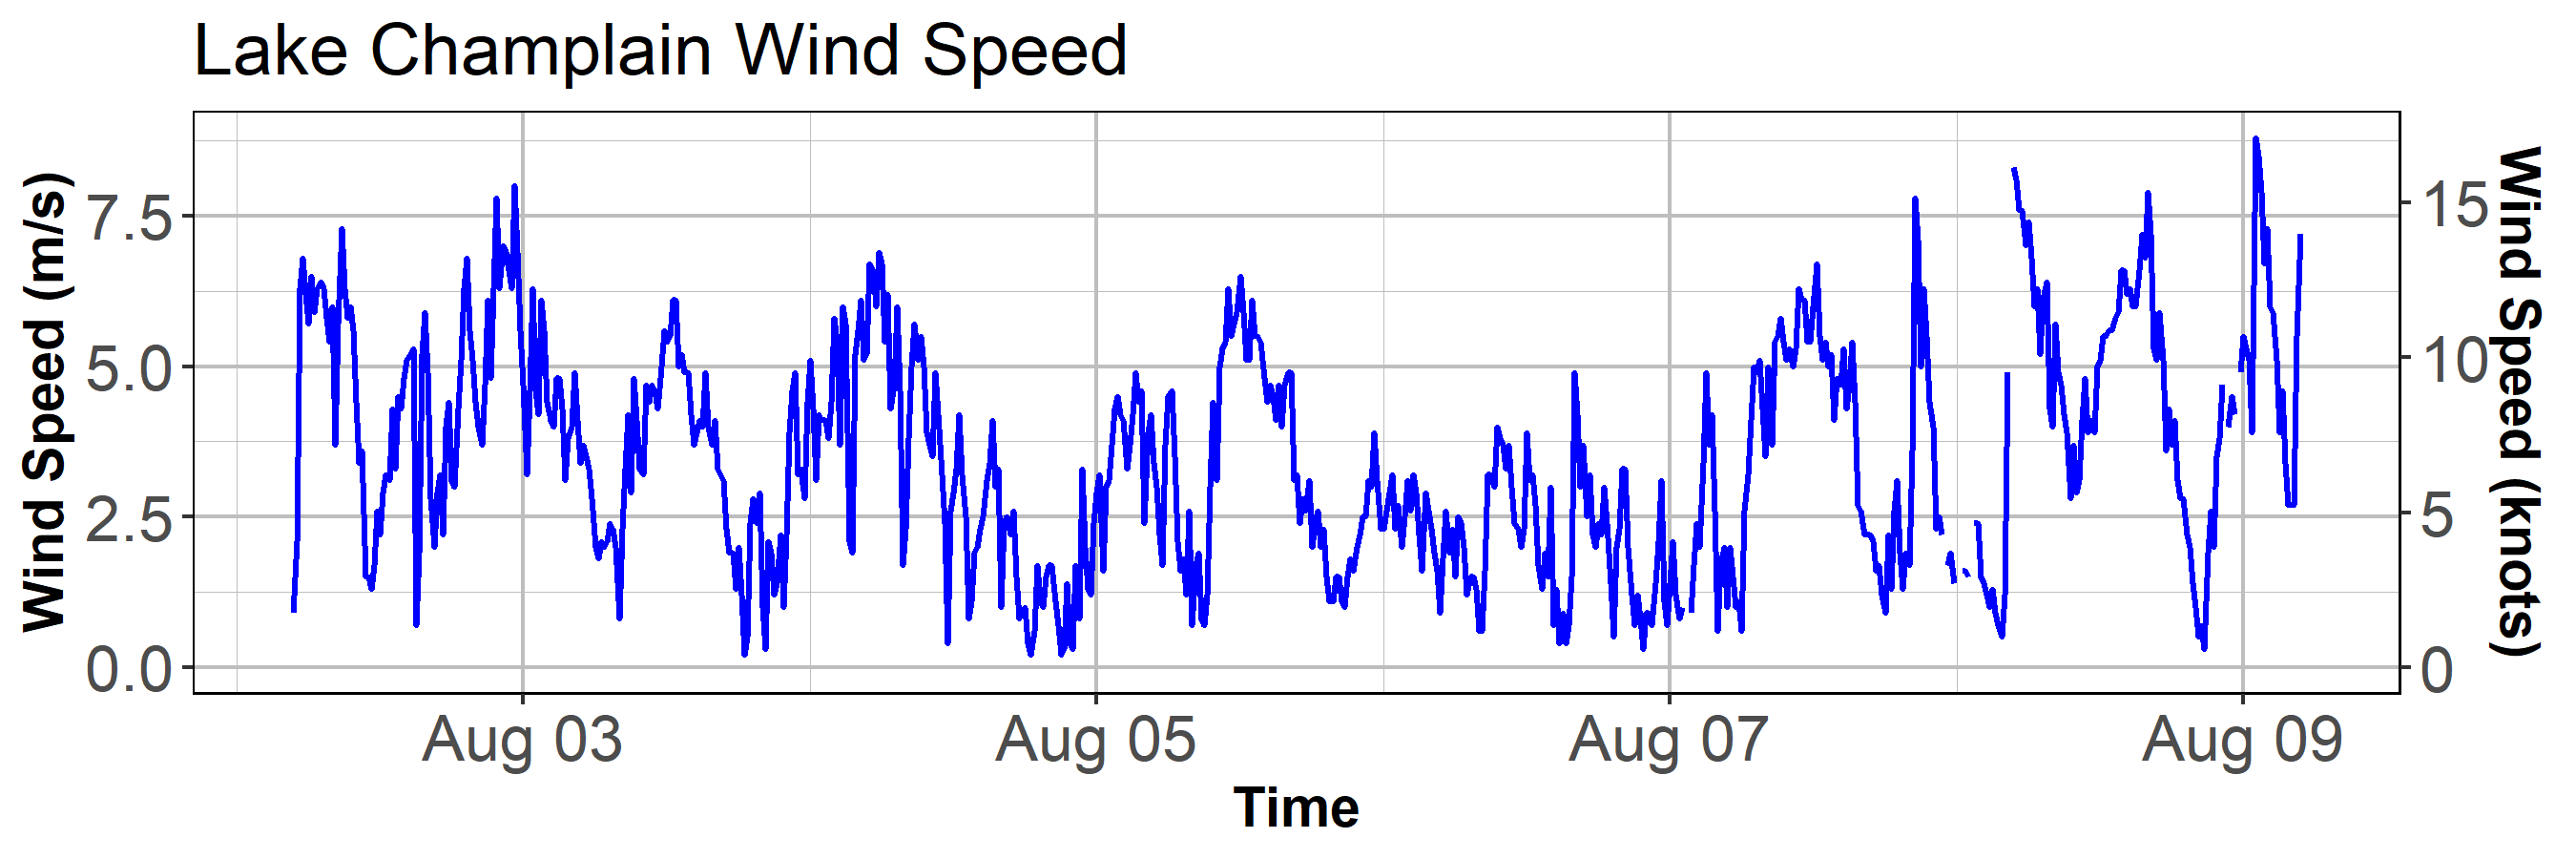 Lake Champlain Wind Speed
Wind Speed (m/s)
7.5
5.0
2.5
0.0
15
10
5
0
Wind Speed (knots)
Aug 03
Aug 05
Aug 07
Aug 09
Time